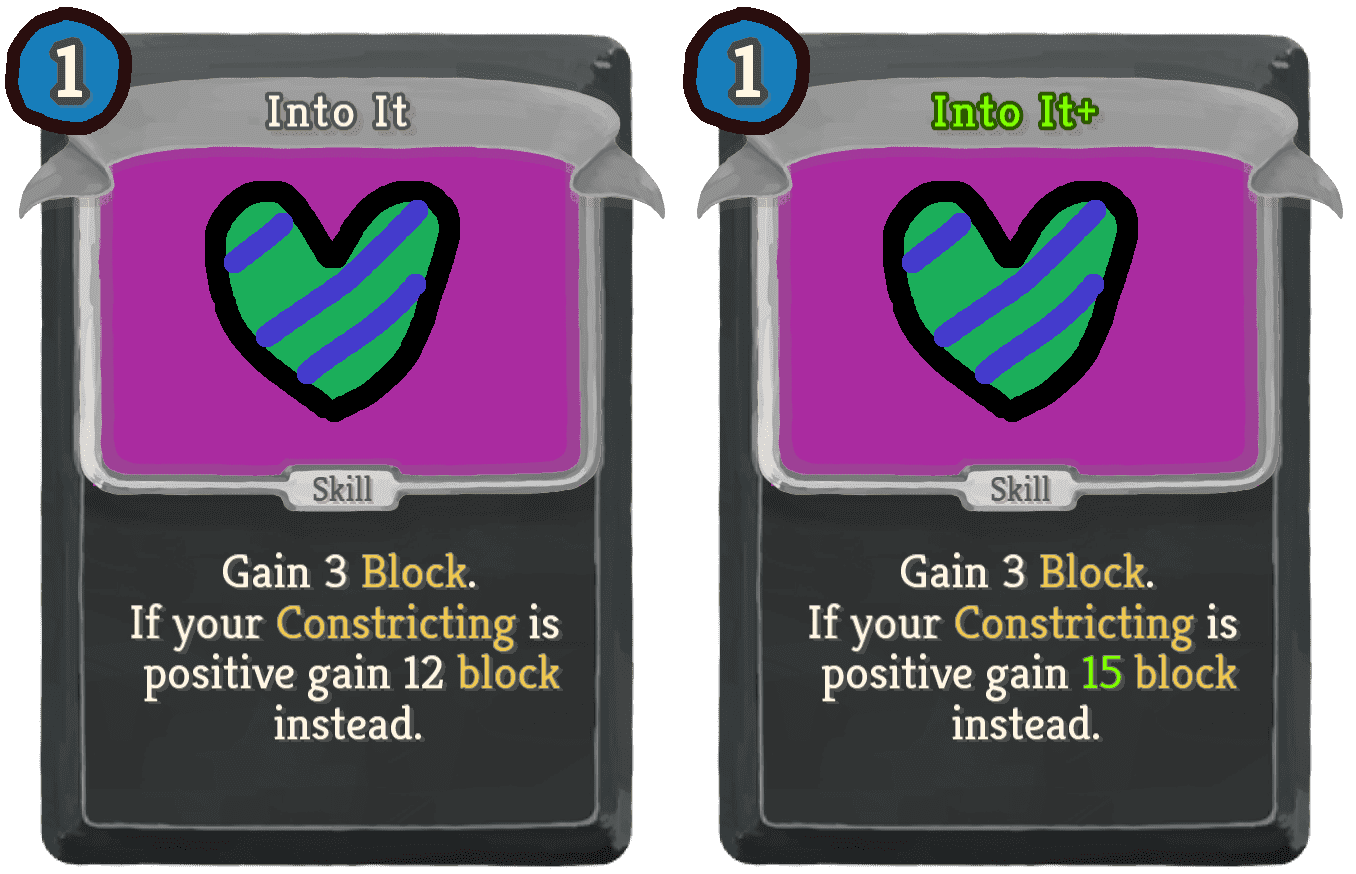 1
Into It
Skill
Gain 3 Block.
If your Constricting is
positive gain 12 block
instead.
1
Into It+
Skill
Gain 3 Block.
If your Constricting is
positive gain 15 block
instead.